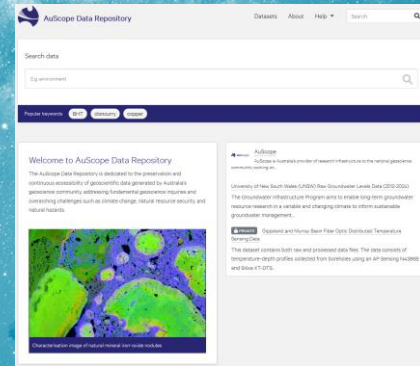 AuScope Data Repository
Datasets About Help Search
Search data
E.g. environment
Popular keywords BHT cloncurry copper
Welcome to AuScope Data Repository
The AuScope Data Repository is dedicated to the preservation and
continuous accessibility of geoscientific data generated by Australia's
geoscience community addressing fundamental geoscience inquiries and
overarching challenges such as climate change, natural resource security and
natural hazards.
Characterisation image of natural mineral iron-oxide nodules
AuScope
AuScope is Australia's provider of research infrastructure to the national geoscience
community working on...
University of New South Wales (UNSW) Raw Groundwater Levels Data (2012-2024)
The Groundwater Infrastructure Program aims to enable long-term groundwater
resource research in a variable and changing climate to inform sustainable
groundwater management...
PRIVATE Gippsland and Murray Basin Fiber Optic Distributed Temperature
Sensing Data
This dataset contains both raw and processed data files. The data consists of
temperature-depth profiles collected from boreholes using an AP Sensing N4386B
and Silixa XT-DTS.